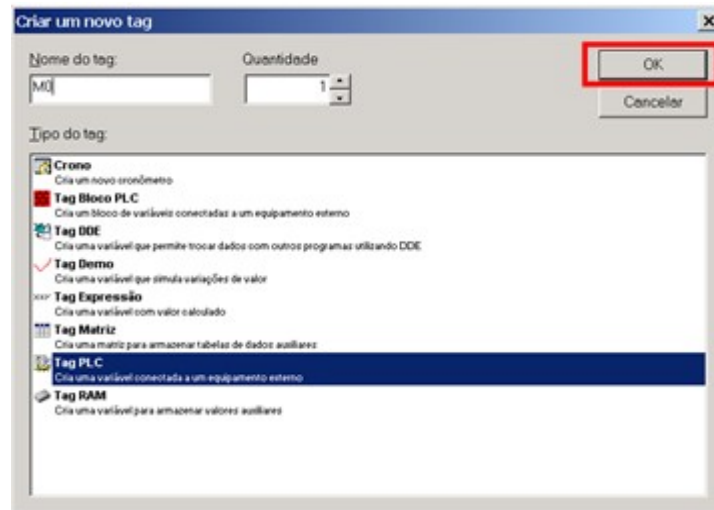 Criar um novo tag
Nome do tag:
Quantidade
M0
1
OK
Cancelar
Tipo do tag:
Crono
Cria um novo cronômetro
Tag Bloco PLC
Cria um bloco de variáveis conectadas a um equipamento externo
Tag DDE
Cria uma variável que permite trocar dados com outros programas utilizando DDE
Tag Demo
Cria uma variável que simula variações de valor
Tag Expressão
Cria uma variável com valor calculado
Tag Matriz
Cria uma matriz para armazenar tabelas de dados auxiliares
Tag PLC
Cria uma variável conectada a um equipamento externo
Tag RAM
Cria uma variável para armazenar valores auxiliares